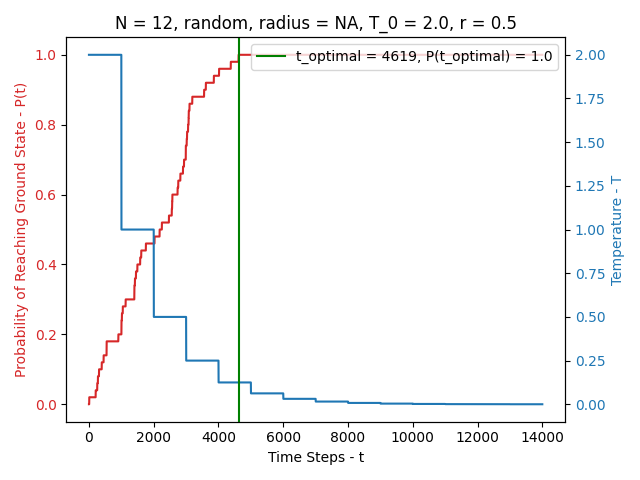 N = 12, random, radius = NA, T_0 = 2.0, r = 0.5
t_optimal = 4619, P(t_optimal) = 1.0
Probability of Reaching Ground State - P(t)
1.0
0.8
0.6
0.4
0.2
0.0
2.00
1.75
1.50
1.25
1.00
0.75
0.50
0.25
0.00
Temperature - T
0 2000 4000 6000 8000 10000 12000 14000
Time Steps - t